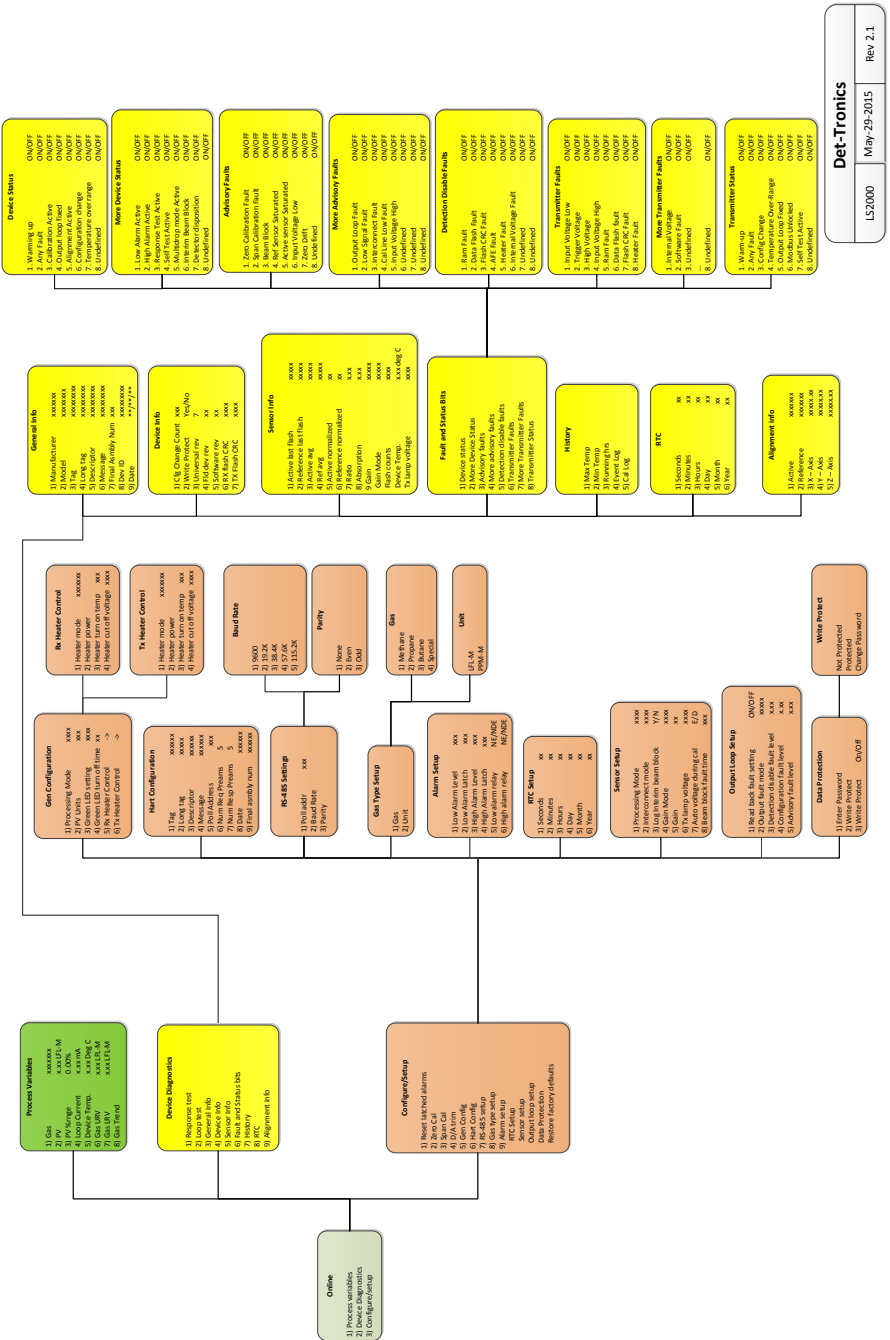 Online
1) Process variables
2) Device Diagnostics
3) Configure/setup
Process Variables
1) Gas xxxxxxx
2) PV x.xx LFL-M
3) PV % rnge 0.00%
4) Loop Current x.xx mA
5) Device Temp. x.xx Deg C
6) Gas URV x.xx LFL-M
7) Gas LRV x.xx LFL-M
8) Gas Trend
Device Diagnostics
1) Response test
2) Loop test
3) General Info
4) Device Info
5) Sensor Info
6) Fault and Status bits
7) History
8) RTC
9) Alignment info
Configure/Setup
1) Reset latched alarms
2) Zero Cal
3) Span Cal
4) D/A trim
5) Gen Config
6) Hart Config
7) RS-485 setup
8) Gas type setup
9) Alarm setup
RTC Setup
Sensor setup
Output loop setup
Data Protection
Restore factory defaults
Gen Configuration
1) Processing Mode xxxx
2) PV Units xxx
3) Green LED setting xxxx
4) Green LED turn off time xx
5) Rx Heater Control ->
6) Tx Heater Control ->
Hart Configuration
1) Tag xxxxxx
2) Long tag xxxxx
3) Descriptor xxxxxx
4) Message xxxxx
5) Poll Address x
6) Num Req Preams 5
7) Num Resp Preams 5
8) Date xxxxxx
9) Final asmbly num xxxxxx
RS-485 Settings
1) Poll addr xxx
2) Baud Rate
3) Parity
Gas Type Setup
1) Gas
2) Units
Alarm Setup
1) Low Alarm Level xxx
2) Low Alarm Latch xxx
3) High Alarm Level xxx
4) High Alarm Latch xxx
5) Low alarm relay NE/NDE
6) High alarm relay NE/NDE
RTC Setup
1) Seconds xx
2) Minutes xx
3) Hours xx
4) Day xx
5) Month xx
6) Year xx
Sensor Setup
1) Processing Mode xxxx
2) Interconnect mode xxxx
3) Log interim beam block Y/N
4) Gain Mode xxxx
5) Gain xx
6) Tx lamp voltage xxxx
7) Auto voltage during cal E/D
8) Beam block fault time xxx
Output Loop Setup
1) Read back fault setting ON/OFF
2) Output fault mode xxxxx
3) Detection disable fault level x.xx
4) Configuration fault level x.xx
5) Advisory fault level x.xx
Data Protection
1) Enter Password
2) Write Protect
3) Write Protect On/Off
Rx Heater Control
1) Heater mode xxxxxxx
2) Heater power
3) Heater turn on temp xxx
4) Heater cut off voltage xxxx
Tx Heater Control
1) Heater mode xxxxxxx
2) Heater power
3) Heater turn on temp xxx
4) Heater cut off voltage xxxx
Baud Rate
1) 9600
2) 19.2K
3) 38.4K
4) 57.6K
5) 115.2K
Parity
1) None
2) Even
3) Odd
Gas
1) Methane
2) Propane
3) Butane
4) Special
Unit
LFL-M
PPM-M
Write Protect
Not Protected
Protected
Change Password
General Info
1) Manufacturer xxxxxxx
2) Model xxxxxxxx
3) Tag xxxxxxxxx
4) Long tag xxxxxxxxx
5) Descriptor xxxxxxxx
6) Message xxxxxxxxx
7) Final Asmbly Num xxx
8) Dev ID xxxxxxxxx
9) Date **/**/**
Device Info
1) Cfg Change Count xxx
2) Write Protect Yes/No
3) Universal rev 7
4) Fld dev rev xx
5) Software rev xx
6) RX flash CRC xxxx
7) TX Flash CRC xxxx
Sensor Info
1) Active last flash xxxxx
2) Reference last flash xxxxx
3) Active avg xxxxx
4) Ref avg xxxxx
5) Active normalized xx
6) Reference normalized xx
7) Ratio x.xx
8) Absorption x.xx
9 Gain xxxxx
Gain Mode xxxxx
Flash counts xxxx
Device Temp. x.xx deg C
Tx lamp voltage xxxx
Fault and Status Bits
1) Device status
2) More Device Status
3) Advisory faults
4) More advisory faults
5) Detection disable faults
6) Transmitter Faults
7) More Transmitter Faults
8) Transmitter Status
History
1) Max Temp
2) Min Temp
3) Running hrs
4) Event Log
5) Cal Log
RTC
1) Seconds xx
2) Minutes xx
3) Hours xx
4) Day xx
5) Month xx
6) Year xx
Alignment Info
1) Active xxxxxxx
2) Reference xxxxxxx
3) X – Axis xxxxx.xx
4) Y – Axis xxxxx.xx
5) Z – Axis xxxxxxx
Device Status
1. Warming up ON/OFF
2. Any Fault ON/OFF
3. Calibration Active ON/OFF
4. Output loop fixed ON/OFF
5. Alignment Active ON/OFF
6. Configuration change ON/OFF
7. Temperature over range ON/OFF
8. Undefined ON/OFF
More Device Status
1. Low Alarm Active ON/OFF
2. High Alarm Active ON/OFF
3. Response Test Active ON/OFF
4. Self Test Active ON/OFF
5. Multidrop mode Active ON/OFF
6. Interim Beam Block ON/OFF
7. Detector disposition ON/OFF
8. Undefined ON/OFF
Advisory Faults
1. Zero Calibration Fault ON/OFF
2. Span Calibration Fault ON/OFF
3. Beam Block ON/OFF
4. Ref Sensor Saturated ON/OFF
5. Active sensor Saturated ON/OFF
6. Input Voltage Low ON/OFF
7. Zero Drift ON/OFF
8. Undefined ON/OFF
More Advisory Faults
1. Output Loop Fault ON/OFF
2. Low Signal Fault ON/OFF
3. Interconnect Fault ON/OFF
4. Cal Line Low Fault ON/OFF
5. Input Voltage High ON/OFF
6. Undefined ON/OFF
7. Undefined ON/OFF
8. Undefined ON/OFF
Detection Disable Faults
1. Ram Fault ON/OFF
2. Data Flash Fault ON/OFF
3. Flash CRC Fault ON/OFF
4. AFE Fault ON/OFF
5. Heater Fault ON/OFF
6. Internal Voltage Fault ON/OFF
7. Undefined ON/OFF
8. Undefined ON/OFF
Transmitter Faults
1. Input Voltage Low ON/OFF
2. Trigger Voltage ON/OFF
3. High Voltage ON/OFF
4. Input Voltage High ON/OFF
5. Ram Fault ON/OFF
6. Data Flash fault ON/OFF
7. Flash CRC Fault ON/OFF
8. Heater Fault ON/OFF
More Transmitter Faults
1. Internal Voltage ON/OFF
2. Software Fault ON/OFF
3. Undefined ON/OFF
... ..
8. Undefined ON/OFF
Transmitter Status
1. Warm-up ON/OFF
2. Any Fault ON/OFF
3. Config Change ON/OFF
4. Temperature Over-Range ON/OFF
5. Output Loop Fixed ON/OFF
6. Modbus Unlocked ON/OFF
7. Self Test Active ON/OFF
8. Undefined ON/OFF
Det-Tronics
LS2000 May-29-2015 Rev 2.1